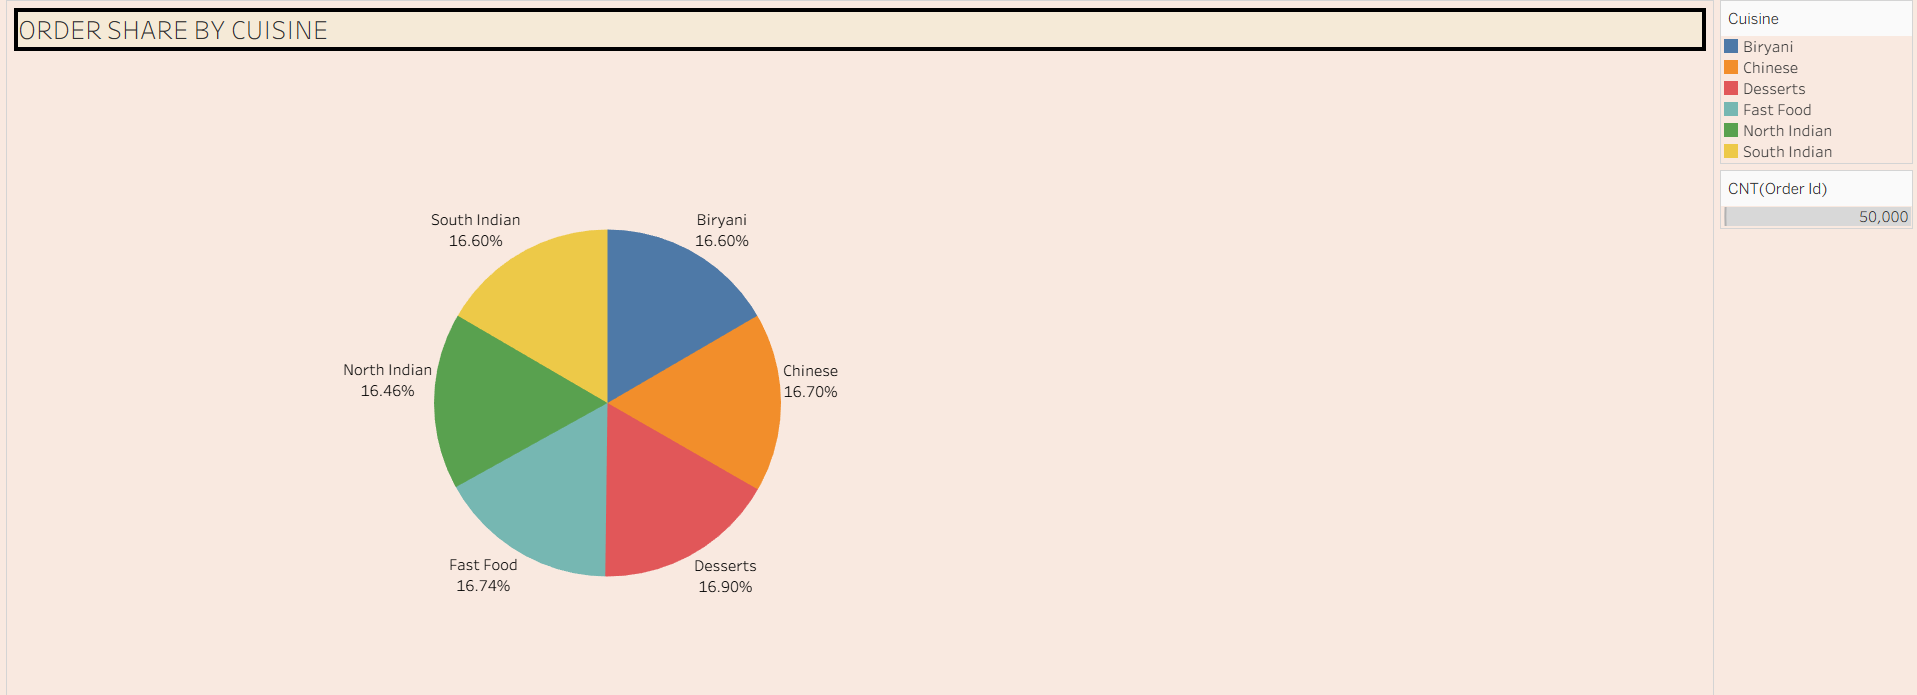 ORDER SHARE BY CUISINE
South Indian
16.60%
Biryani
16.60%
North Indian
16.46%
Chinese
16.70%
Fast Food
16.74%
Desserts
16.90%
Cuisine
Biryani
Chinese
Desserts
Fast Food
North Indian
South Indian
CNT(Order Id)
50,000